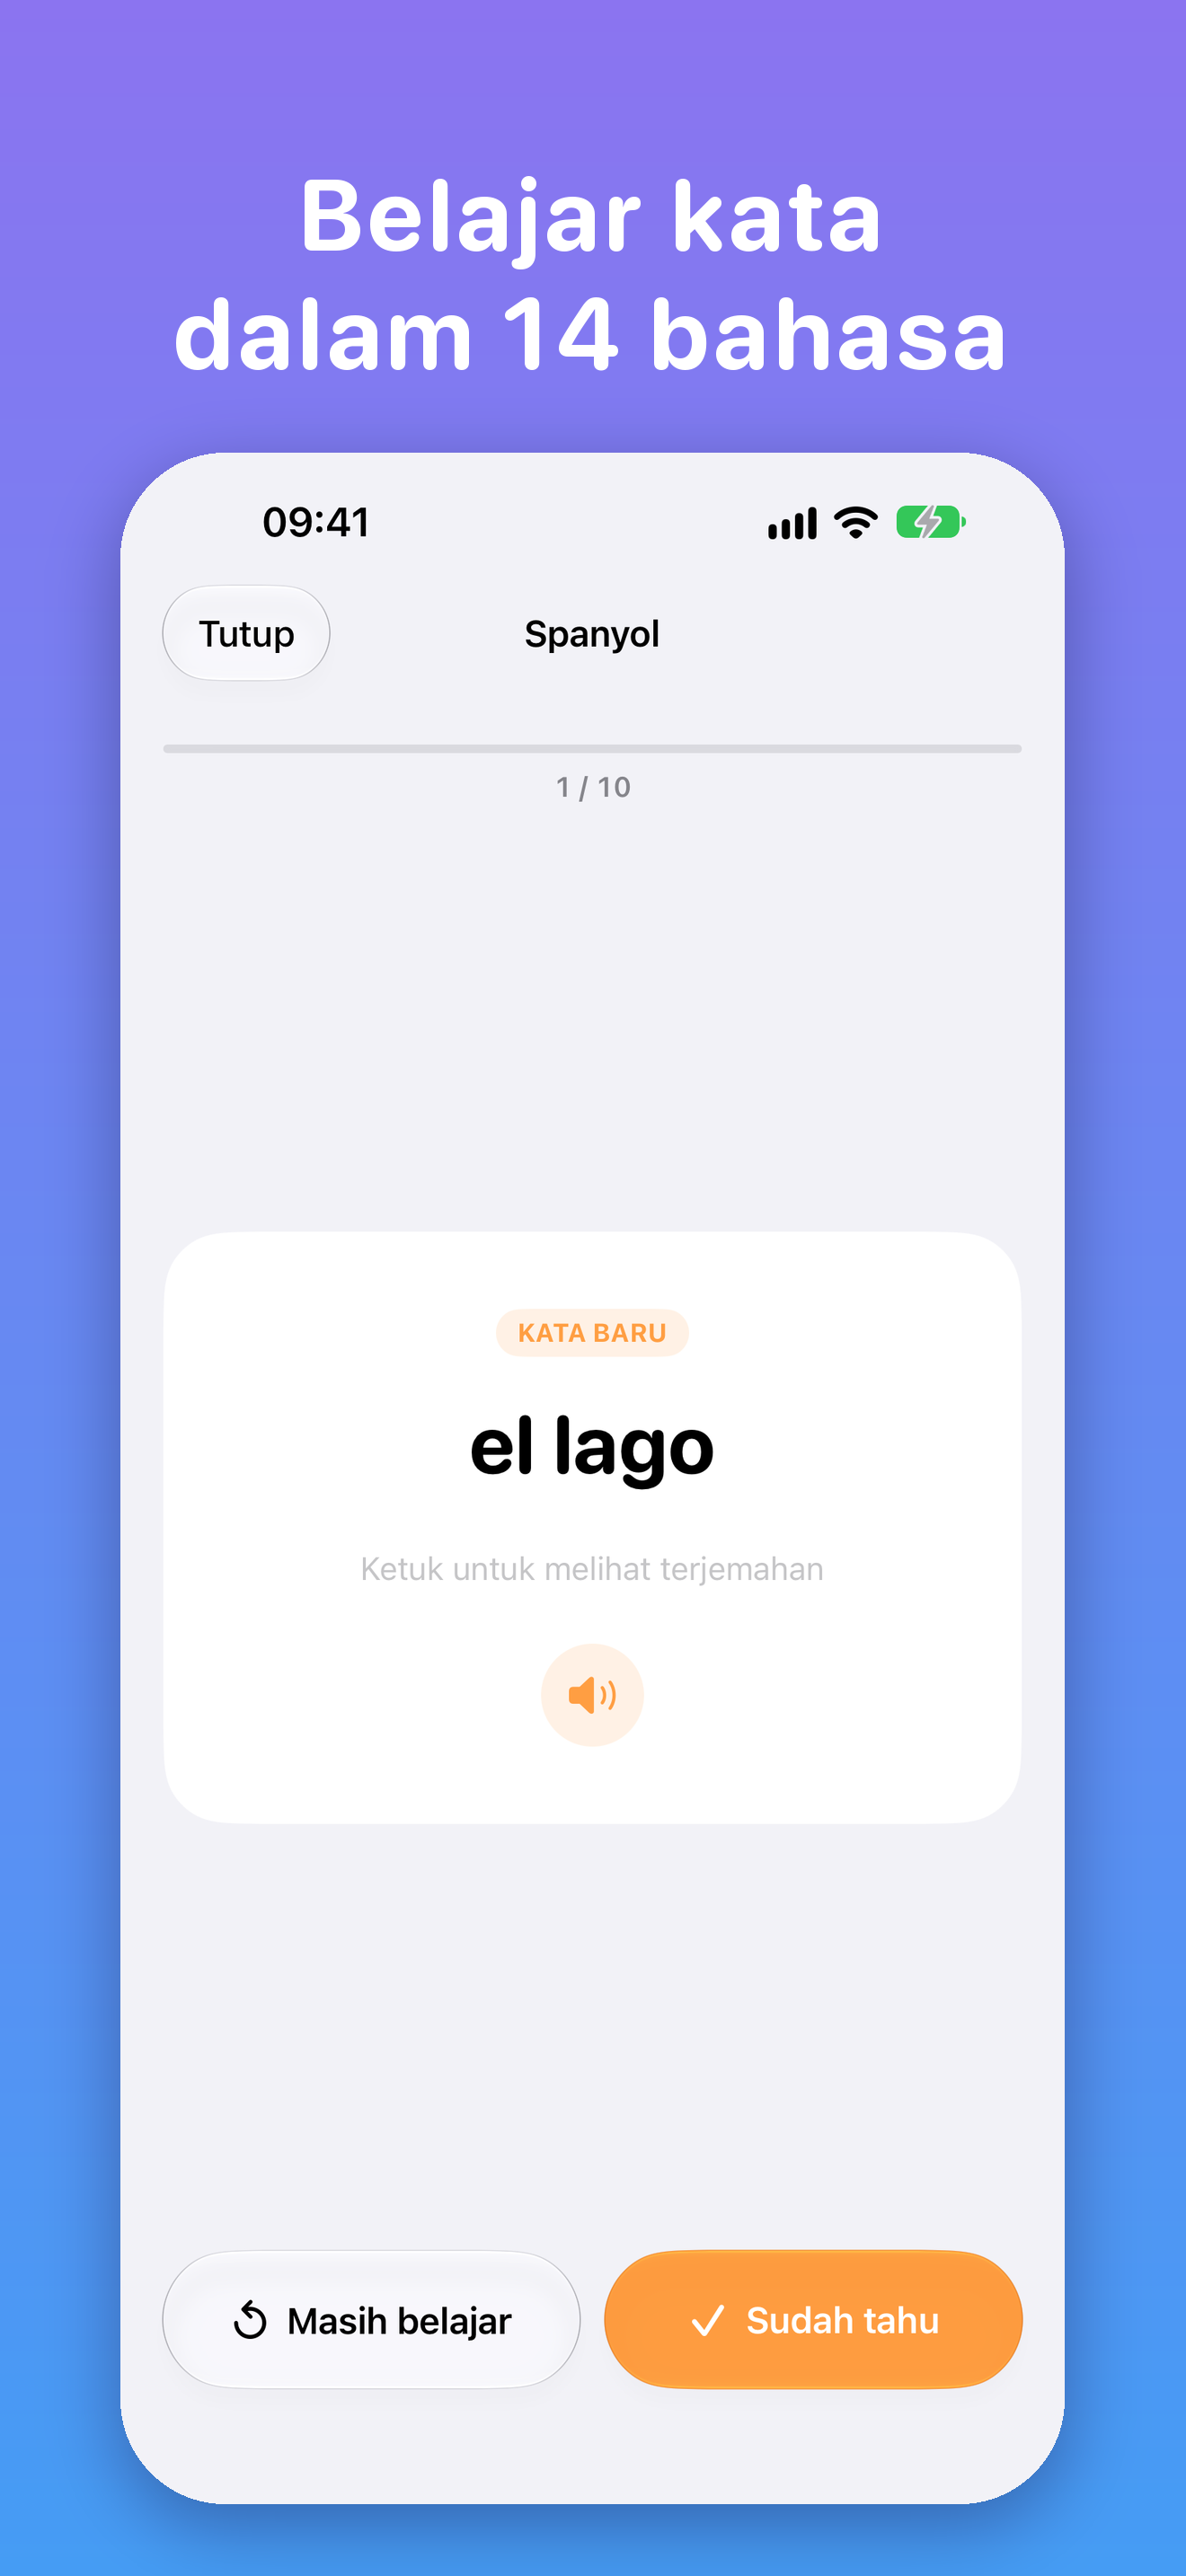 Belajar kata
dalam 14 bahasa
09:41
Tutup
Spanyol
1 / 10
KATA BARU
el lago
Ketuk untuk melihat terjemahan
Masih belajar
Sudah tahu